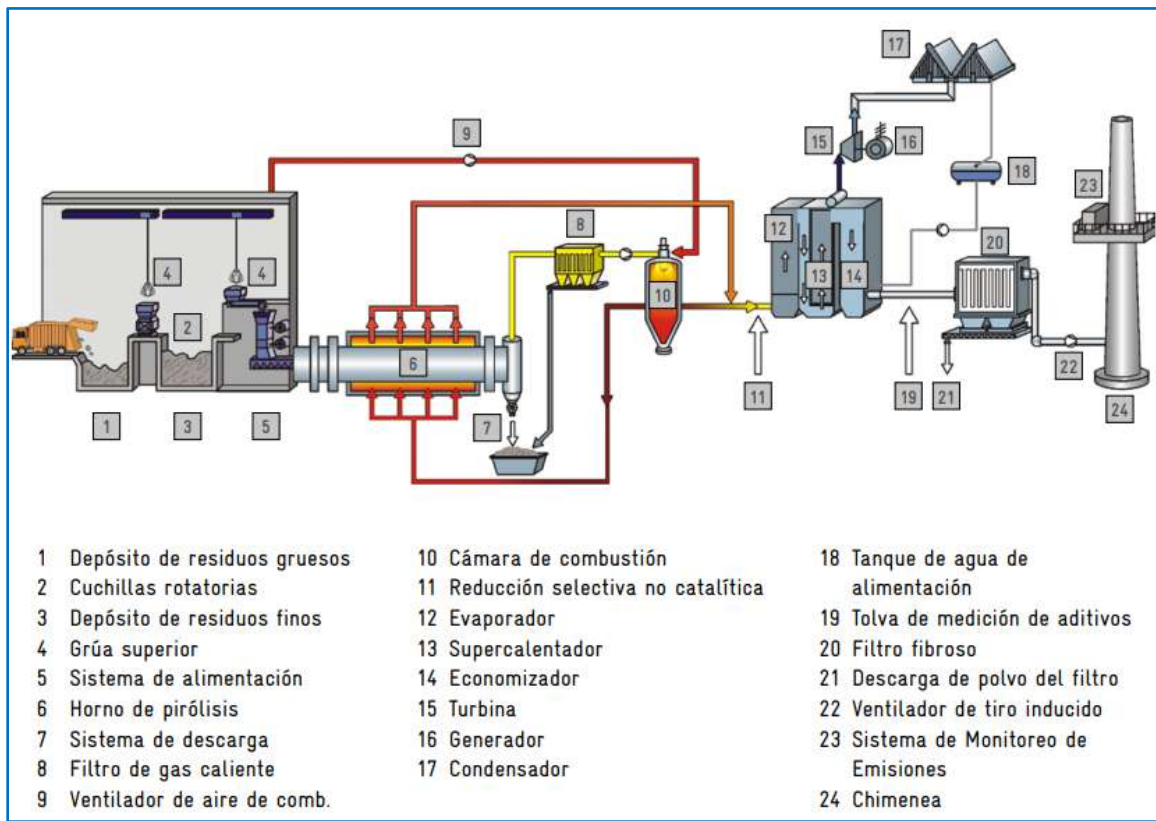 17
9
15
16
18
23
8
12
20
4
4
13
14
10
2
6
22
11
19
21
7
24
1
3
5
1 Depósito de residuos gruesos
2 Cuchillas rotatorias
3 Depósito de residuos finos
4 Grúa superior
5 Sistema de alimentación
6 Horno de pirólisis
7 Sistema de descarga
8 Filtro de gas caliente
9 Ventilador de aire de comb.
10 Cámara de combustión
11 Reducción selectiva no catalítica
12 Evaporador
13 Supercalentador
14 Economizador
15 Turbina
16 Generador
17 Condensador
18 Tanque de agua de
alimentación
19 Tolva de medición de aditivos
20 Filtro fibroso
21 Descarga de polvo del filtro
22 Ventilador de tiro inducido
23 Sistema de Monitoreo de
Emisiones
24 Chimenea